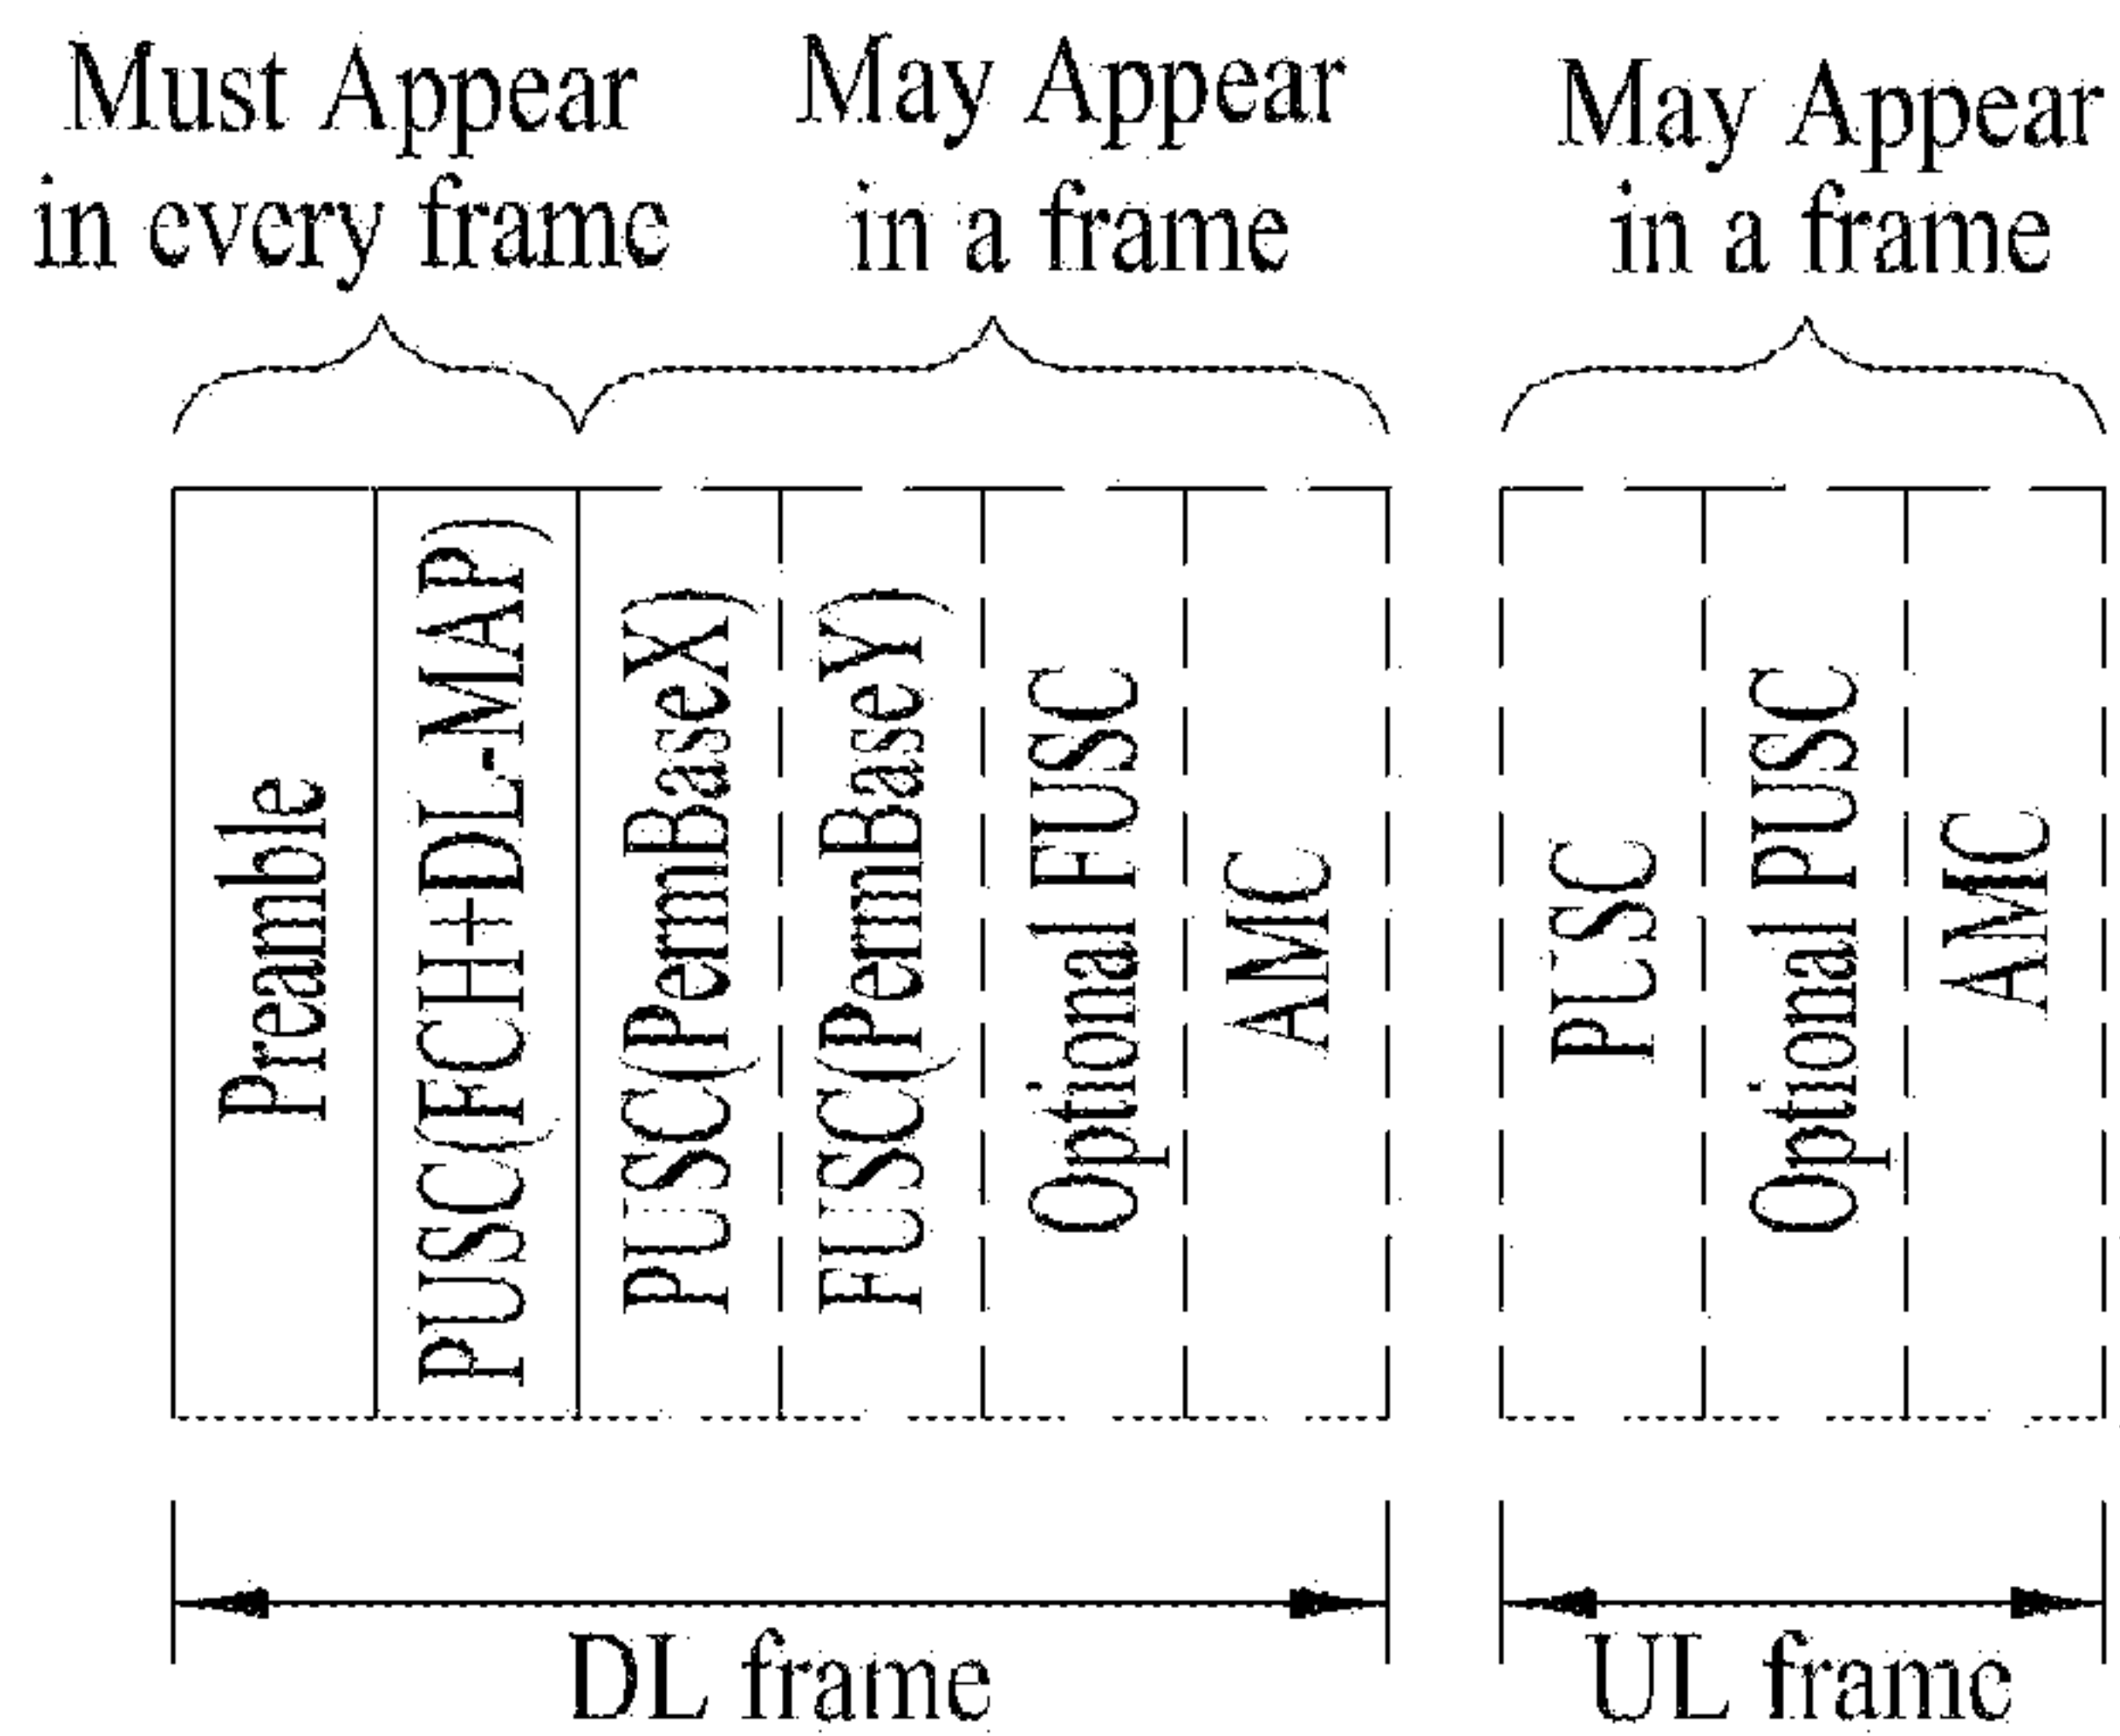 Must Appear
in every frame
May Appear
in a frame
May Appear
in a frame
Preamble
PUSC(FCH+DL-MAP)
PUSC(PermBaseX)
FUSC(PermBaseY)
Optional FUSC
AMC
PUSC
Optional PUSC
AMC
DL frame
UL frame